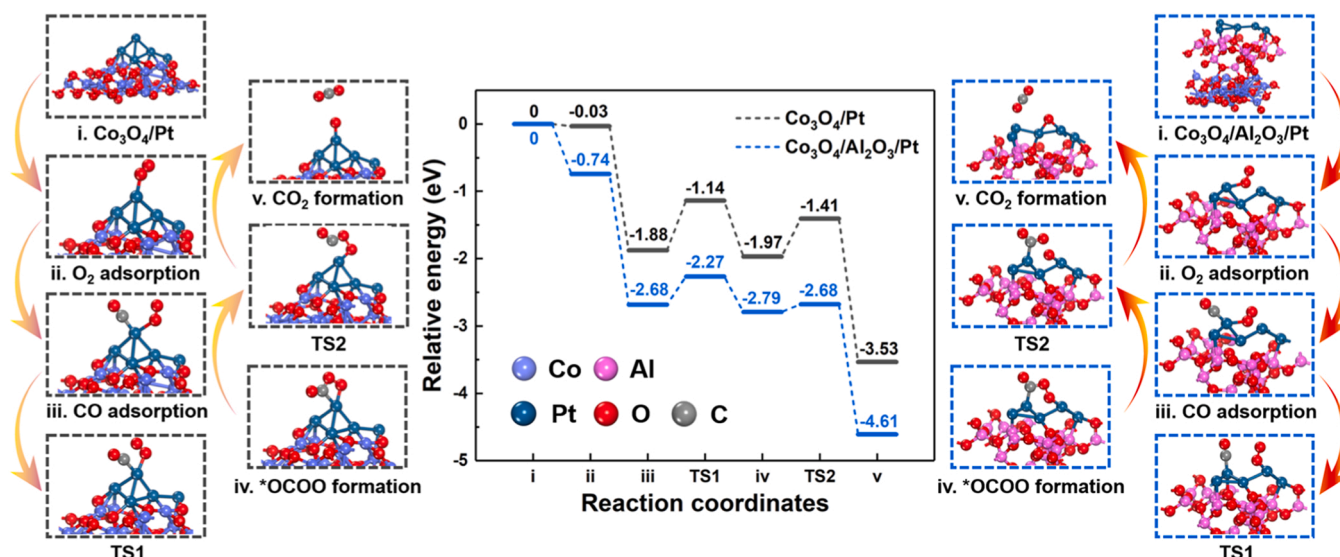 i. Co₃O₄/Pt
ii. O₂ adsorption
iii. CO adsorption
TS1
v. CO₂ formation
TS2
iv. *OCOO formation
Relative energy (eV)
0
-1
-2
-3
-4
-5
0
0
-0.03
-0.74
-1.88
-2.68
-1.14
-2.27
-1.97
-2.79
-1.41
-2.68
-3.53
-4.61
Co₃O₄/Pt
Co₃O₄/Al₂O₃/Pt
Co Al
Pt O C
i ii iii TS1 iv TS2 v
Reaction coordinates
v. CO₂ formation
TS2
iv. *OCOO formation
i. Co₃O₄/Al₂O₃/Pt
ii. O₂ adsorption
iii. CO adsorption
TS1